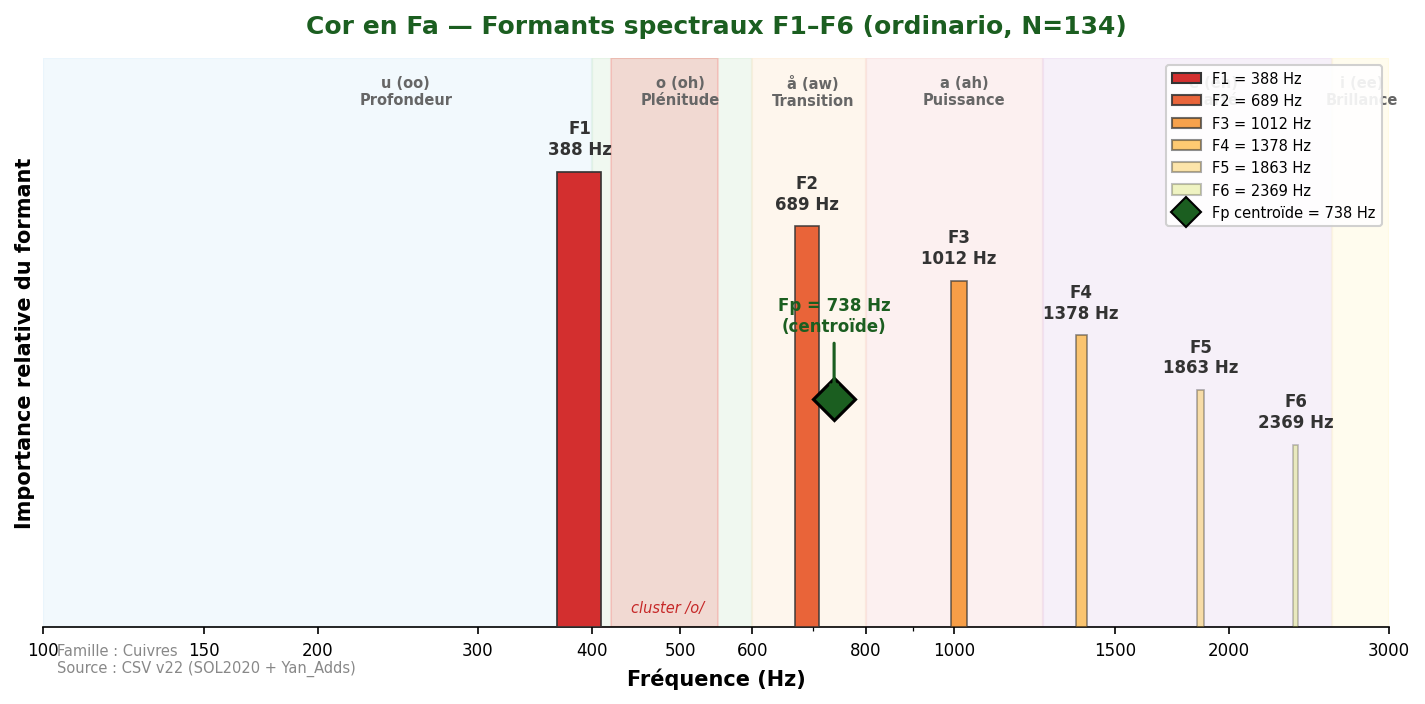 Cor en Fa — Formants spectraux F1–F6 (ordinario, N=134)
u (oo)
Profondeur
o (oh)
Plénitude
å (aw)
Transition
a (ah)
Puissance
i (ee)
Brillance
F1 = 388 Hz
F2 = 689 Hz
F3 = 1012 Hz
F4 = 1378 Hz
F5 = 1863 Hz
F6 = 2369 Hz
Fp centroïde = 738 Hz
F1
388 Hz
F2
689 Hz
F3
1012 Hz
F4
1378 Hz
F5
1863 Hz
F6
2369 Hz
Fp = 738 Hz
(centroïde)
cluster /o/
Importance relative du formant
100
150
200
300
400
500
600
800
1000
1500
2000
3000
Famille : Cuivres
Source : CSV v22 (SOL2020 + Yan_Adds)
Fréquence (Hz)